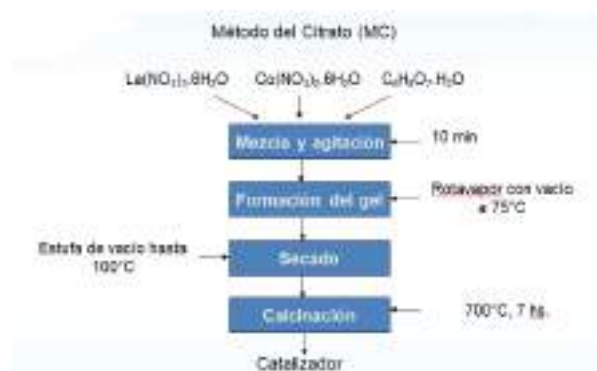 Método del Citrato (MC)
La(NO3)3.6H2O Co(NO3)2.6H2O C6H8O7.H2O
Mezcla y agitación
10 min
Formación del gel
Rotavapor con vacío
a 75°C
Estufa de vacío hasta
100°C
Secado
Calcinación
700°C, 7 hs.
Catalizador